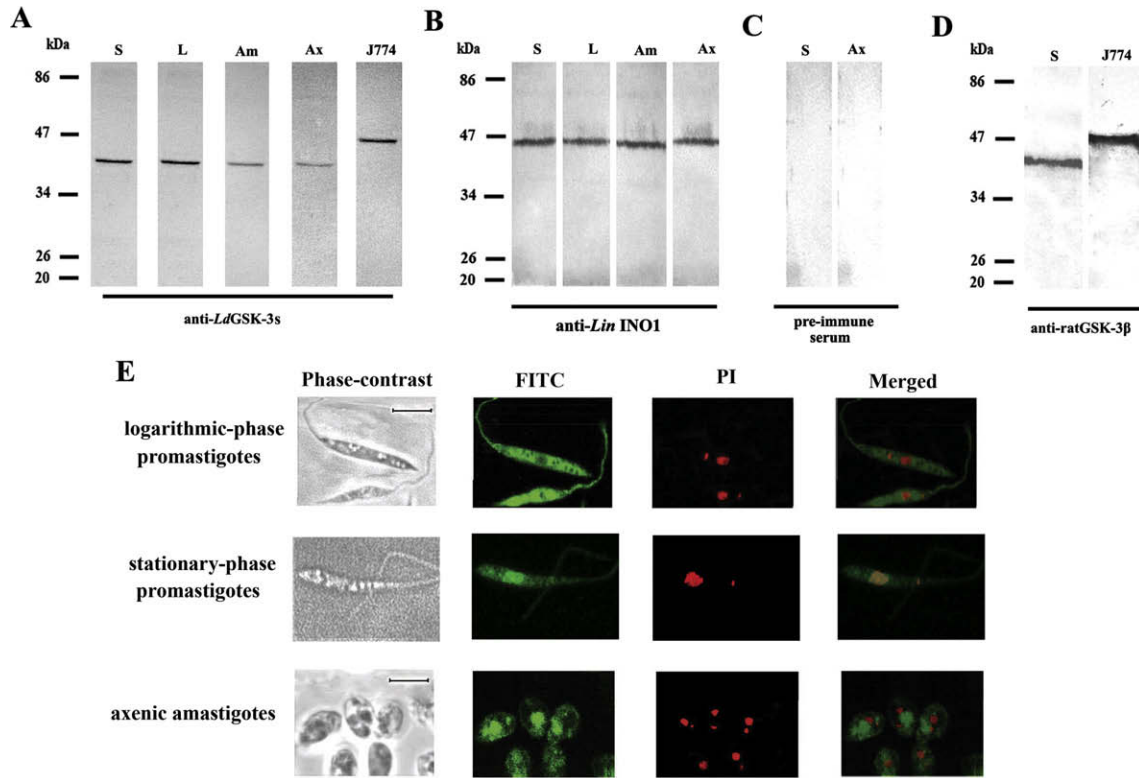 A
kDa
S L Am Ax J774
86
47
34
26
20
anti-LdGSK-3s
B
kDa
S L Am Ax
86
47
34
26
20
anti-Lin INO1
C
kDa
S Ax
pre-immune
serum
D
kDa
S J774
86
47
34
26
20
anti-ratGSK-3β
E
Phase-contrast FITC PI Merged
logarithmic-phase
promastigotes
stationary-phase
promastigotes
axenic amastigotes